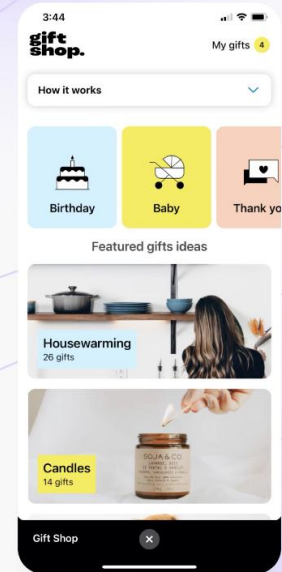 3:44
gift
shop.
My gifts 4
How it works
Birthday
Baby
Thank yo
Featured gifts ideas
Housewarming
26 gifts
Candles
14 gifts
SOJA & CO.
Gift Shop